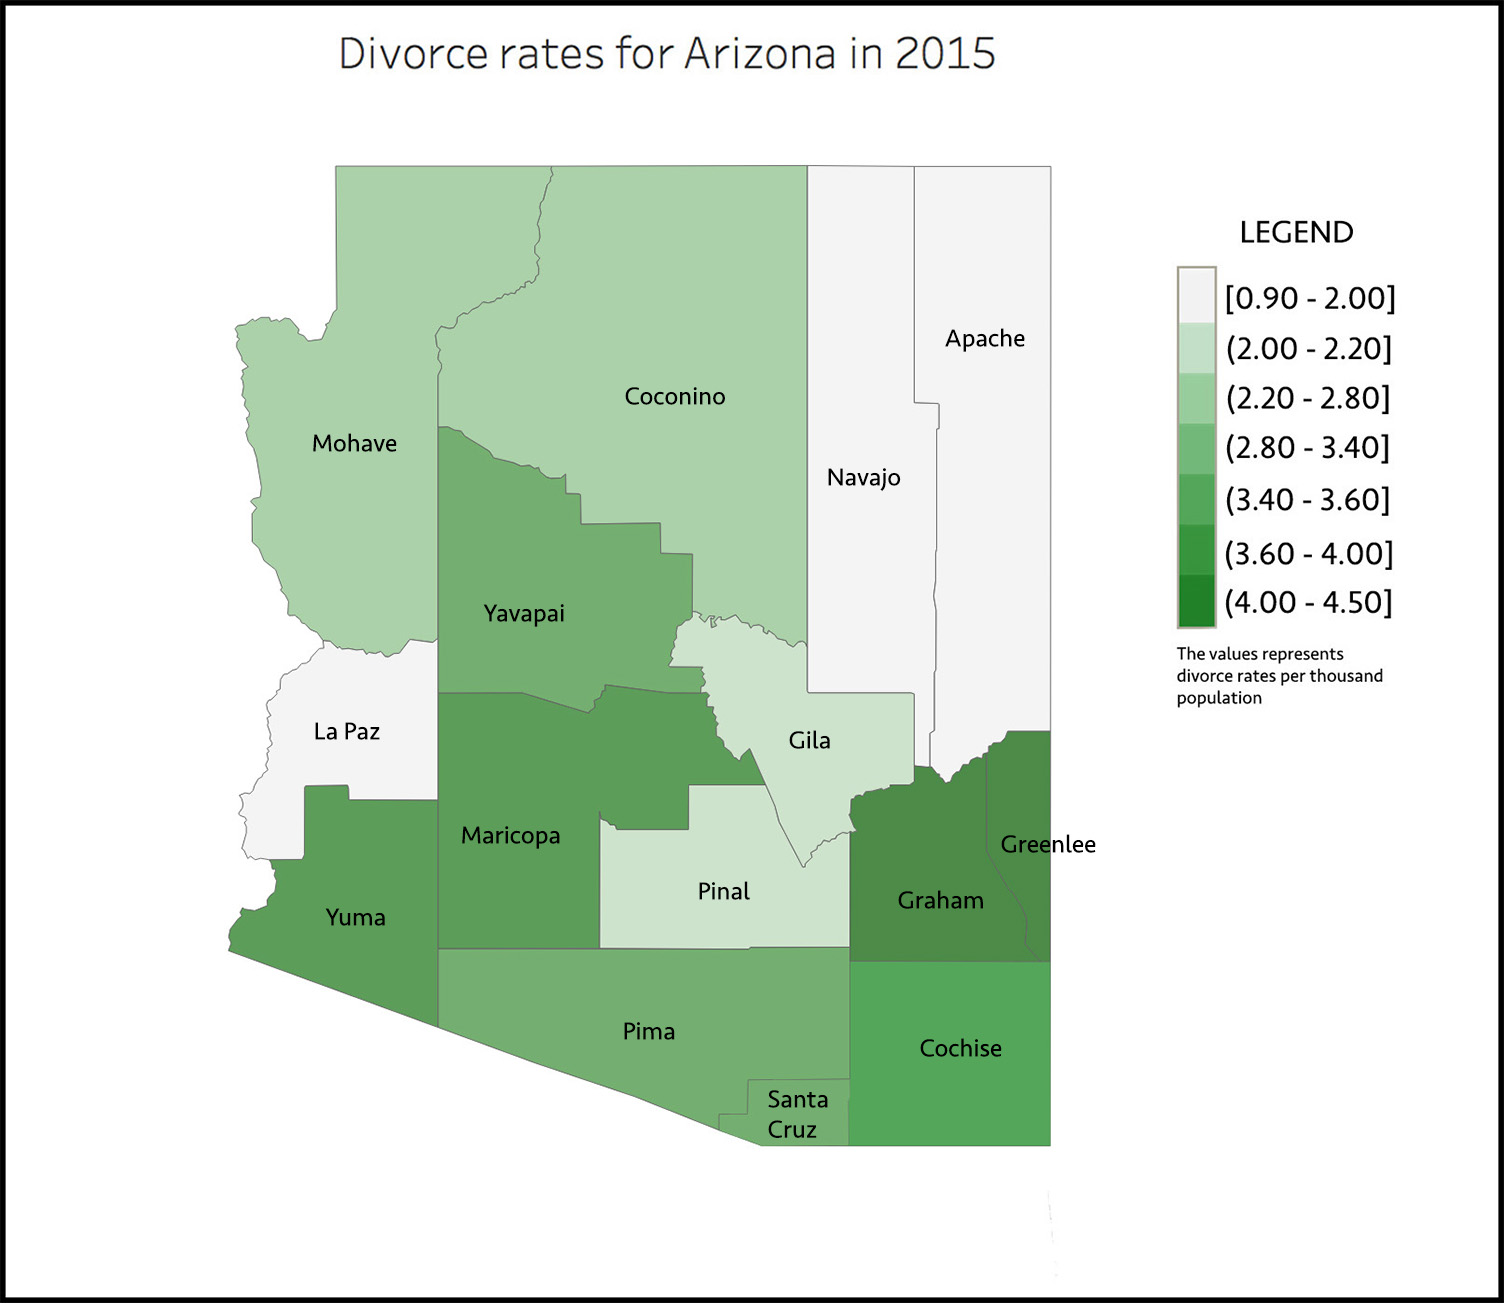 Divorce rates for Arizona in 2015
LEGEND
[0.90 - 2.00]
(2.00 - 2.20]
(2.20 - 2.80]
(2.80 - 3.40]
(3.40 - 3.60]
(3.60 - 4.00]
(4.00 - 4.50]
The values represents
divorce rates per thousand
population
Apache
Coconino
Mohave
Navajo
Yavapai
La Paz
Gila
Maricopa
Greenlee
Pinal
Graham
Yuma
Pima
Cochise
Santa
Cruz